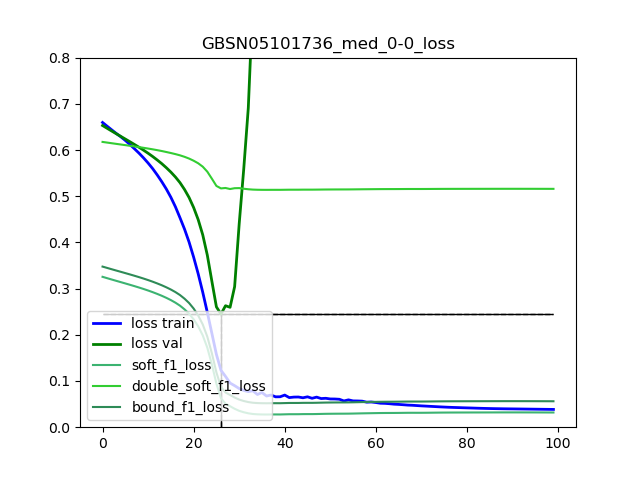 GBSN05101736_med_0-0_loss
0.8
0.7
0.6
0.5
0.4
0.3
0.2
0.1
0.0
loss train
loss val
soft_f1_loss
double_soft_f1_loss
bound_f1_loss
0 20 40 60 80 100